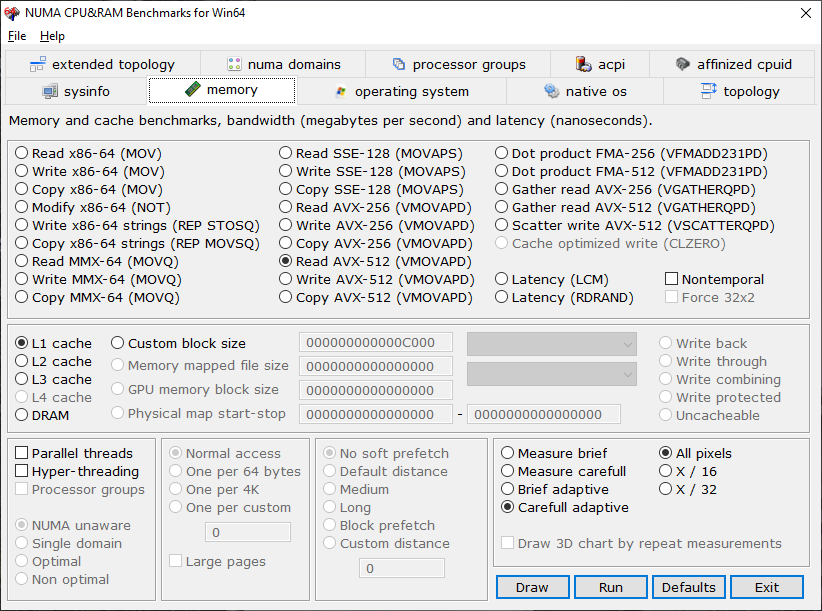 NUMA CPU&RAM Benchmarks for Win64
File Help
extended topology numa domains processor groups acpi affinized cpuid
sysinfo memory operating system native os topology
Memory and cache benchmarks, bandwidth (megabytes per second) and latency (nanoseconds).
Read x86-64 (MOV) Read SSE-128 (MOVAPS) Dot product FMA-256 (VFMADD231PD)
Write x86-64 (MOV) Write SSE-128 (MOVAPS) Dot product FMA-512 (VFMADD231PD)
Copy x86-64 (MOV) Copy SSE-128 (MOVAPS) Gather read AVX-256 (VGATHERQPD)
Modify x86-64 (NOT) Read AVX-256 (VMOVAPD) Gather read AVX-512 (VGATHERQPD)
Write x86-64 strings (REP STOSQ) Write AVX-256 (VMOVAPD) Scatter write AVX-512 (VSCATTERQPD)
Copy x86-64 strings (REP MOVSQ) Copy AVX-256 (VMOVAPD) Cache optimized write (CLZERO)
Read MMX-64 (MOVQ) Read AVX-512 (VMOVAPD)
Write MMX-64 (MOVQ) Write AVX-512 (VMOVAPD) Latency (LCM) Nontemporal
Copy MMX-64 (MOVQ) Copy AVX-512 (VMOVAPD) Latency (RDRAND) Force 32x2
L1 cache Custom block size 000000000000C000 Write back
L2 cache Memory mapped file size 0000000000000000 Write through
L3 cache GPU memory block size 0000000000000000 Write combining
L4 cache Physical map start-stop 0000000000000000 - 0000000000000000 Write protected
DRAM Uncacheable
Parallel threads Normal access No soft prefetch Measure brief All pixels
Hyper-threading One per 64 bytes Default distance Measure carefull X / 16
Processor groups One per 4K Medium Brief adaptive X / 32
One per custom Long Carefull adaptive
NUMA unaware 0 Block prefetch
Single domain Custom distance Draw 3D chart by repeat measurements
Optimal Large pages 0
Non optimal Draw Run Defaults Exit